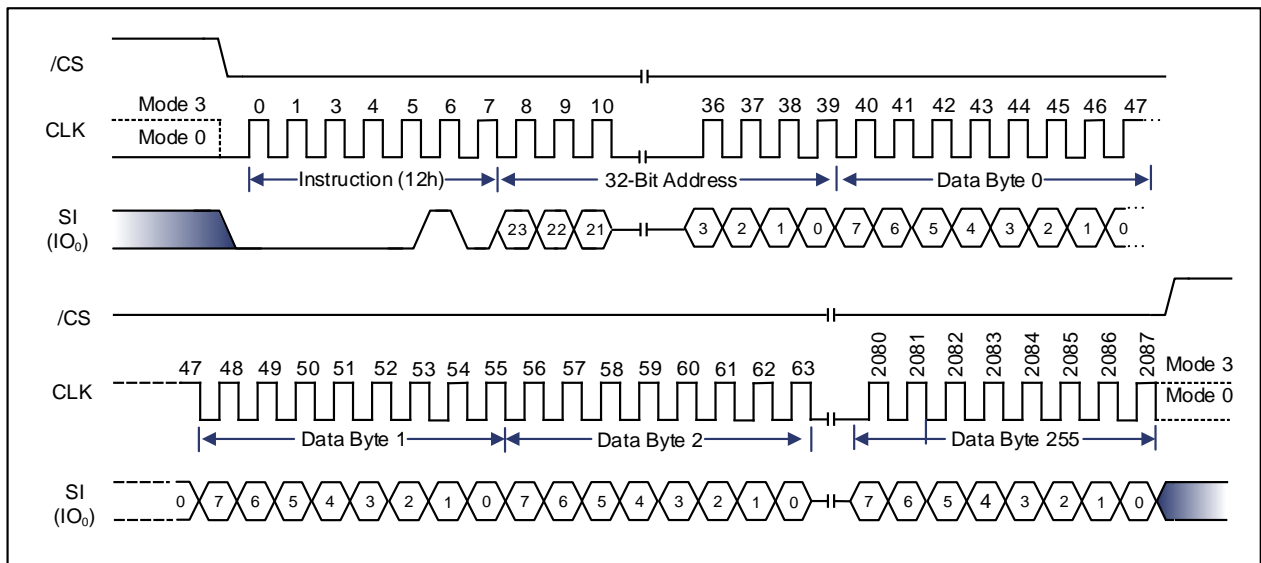 /CS
Mode 3
0 1 3 4 5 6 7 8 9 10 36 37 38 39 40 41 42 43 44 45 46 47
CLK
Mode 0
Instruction (12h) 32-Bit Address Data Byte 0
SI
(IO₀)
23 22 21 3 2 1 0 7 6 5 4 3 2 1 0
/CS
47 48 49 50 51 52 53 54 55 56 57 58 59 60 61 62 63 2080 2081 2082 2083 2084 2085 2086 2087
Mode 3
CLK
Mode 0
Data Byte 1 Data Byte 2 Data Byte 255
SI
(IO₀)
0 7 6 5 4 3 2 1 0 7 6 5 4 3 2 1 0 7 6 5 4 3 2 1 0